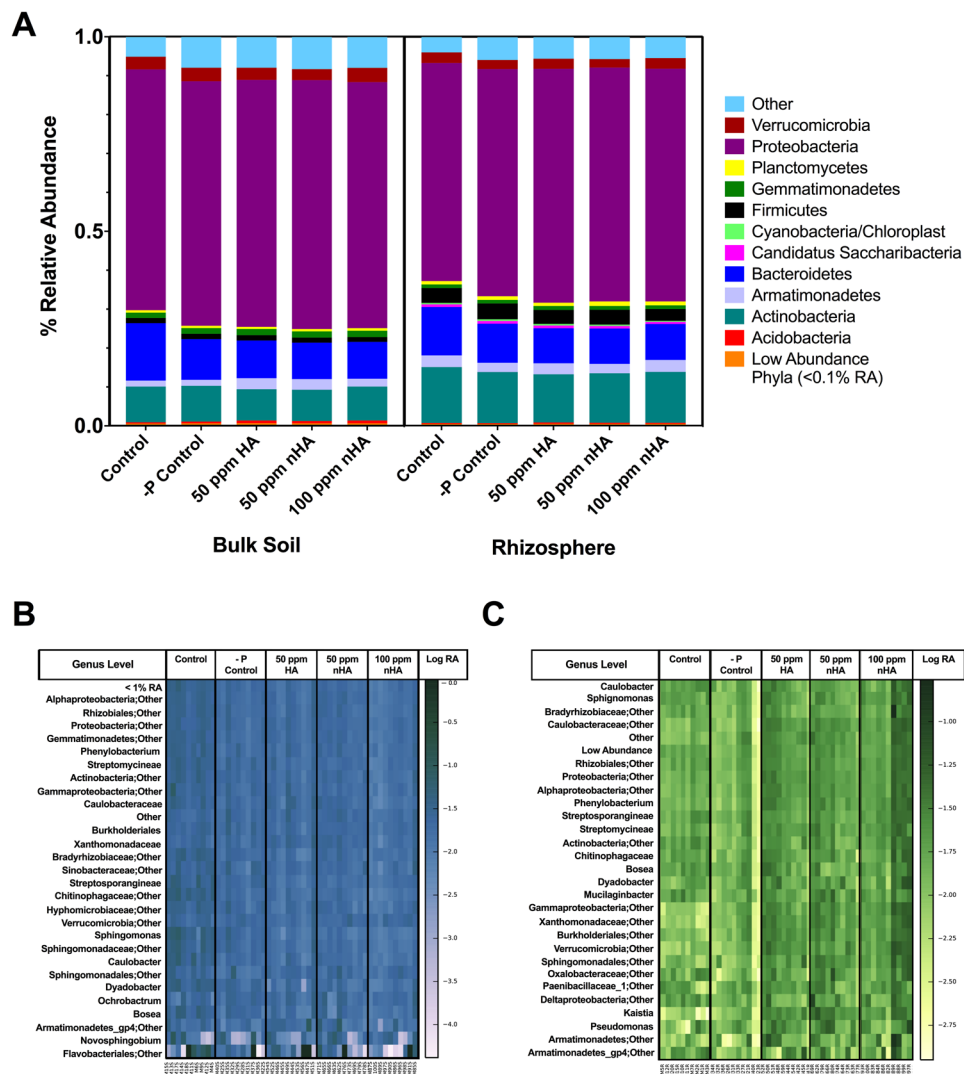 A
% Relative Abundance
1.0
0.5
0.0
Control
-P Control
50 ppm HA
50 ppm nHA
100 ppm nHA
Control
-P Control
50 ppm HA
50 ppm nHA
100 ppm nHA
Bulk Soil
Rhizosphere
Other
Verrucomicrobia
Proteobacteria
Planctomycetes
Gemmatimonadetes
Firmicutes
Cyanobacteria/Chloroplast
Candidatus Saccharibacteria
Bacteroidetes
Armatimonadetes
Actinobacteria
Acidobacteria
Low Abundance
Phyla (<0.1% RA)
B
Genus Level
Control
- P
Control
50 ppm
HA
50 ppm
nHA
100 ppm
nHA
Log RA
< 1% RA
Alphaproteobacteria;Other
Rhizobiales;Other
Proteobacteria;Other
Gemmatimonadetes;Other
Phenylobacterium
Streptomycineae
Actinobacteria;Other
Gammaproteobacteria;Other
Caulobacteraceae
Other
Burkholderiales
Xanthomonadaceae
Bradyrhizobiaceae;Other
Sinobacteraceae;Other
Streptosporangineae
Chitinophagaceae;Other
Hyphomicrobiaceae;Other
Verrucomicrobia;Other
Sphingomonas
Sphingomonadaceae;Other
Caulobacter
Sphingomonadales;Other
Dyadobacter
Ochrobactrum
Bosea
Armatimonadetes_gp4;Other
Novosphingobium
Flavobacteriales;Other
0.0
-0.5
-1.0
-1.5
-2.0
-2.5
-3.0
-3.5
-4.0
C
Genus Level
Control
- P
Control
50 ppm
HA
50 ppm
nHA
100 ppm
nHA
Log RA
Caulobacter
Sphignomonas
Bradyrhizobiaceae;Other
Caulobacteraceae;Other
Other
Low Abundance
Rhizobiales;Other
Proteobacteria;Other
Alphaproteobacteria;Other
Phenylobacterium
Streptosporangineae
Streptomycineae
Actinobacteria;Other
Chitinophagaceae
Bosea
Dyadobacter
Mucilaginbacter
Gammaproteobacteria;Other
Xanthomonadaceae;Other
Burkholderiales;Other
Verrucomicrobia;Other
Sphingomonadales;Other
Oxalobacteraceae;Other
Paenibacillaceae_1;Other
Deltaproteobacteria;Other
Kaistia
Pseudomonas
Armatimonadetes;Other
Armatimonadetes_gp4;Other
-1.00
-1.25
-1.50
-1.75
-2.00
-2.25
-2.50
-2.75